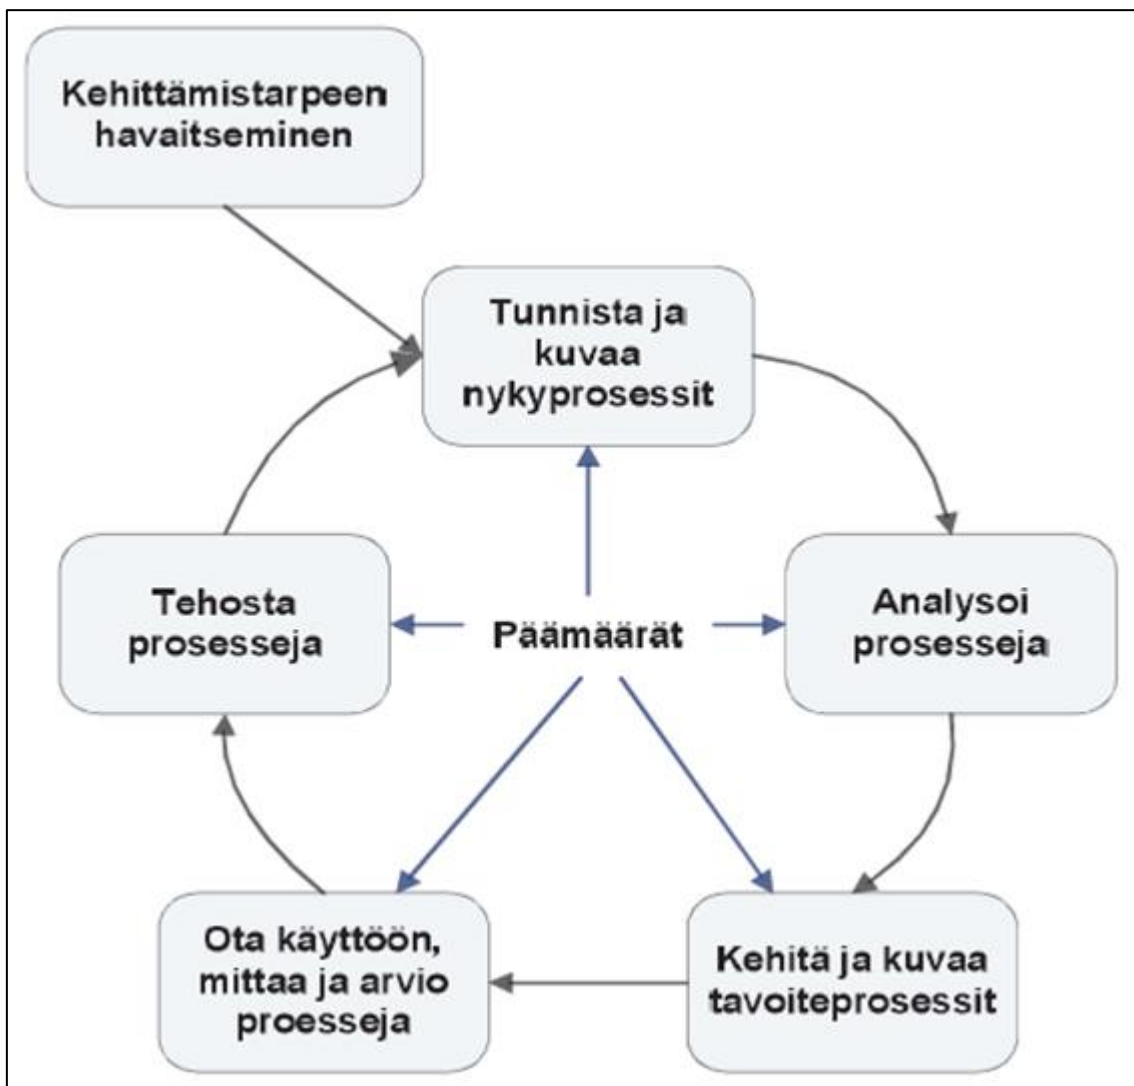 Kehittämistarpeen
havaitseminen
Tunnista ja
kuvaa
nykyprosessit
Tehosta
prosesseja
Päämäärät
Analysoi
prosesseja
Ota käyttöön,
mittaa ja arvio
proesseja
Kehitä ja kuvaa
tavoiteprosessit